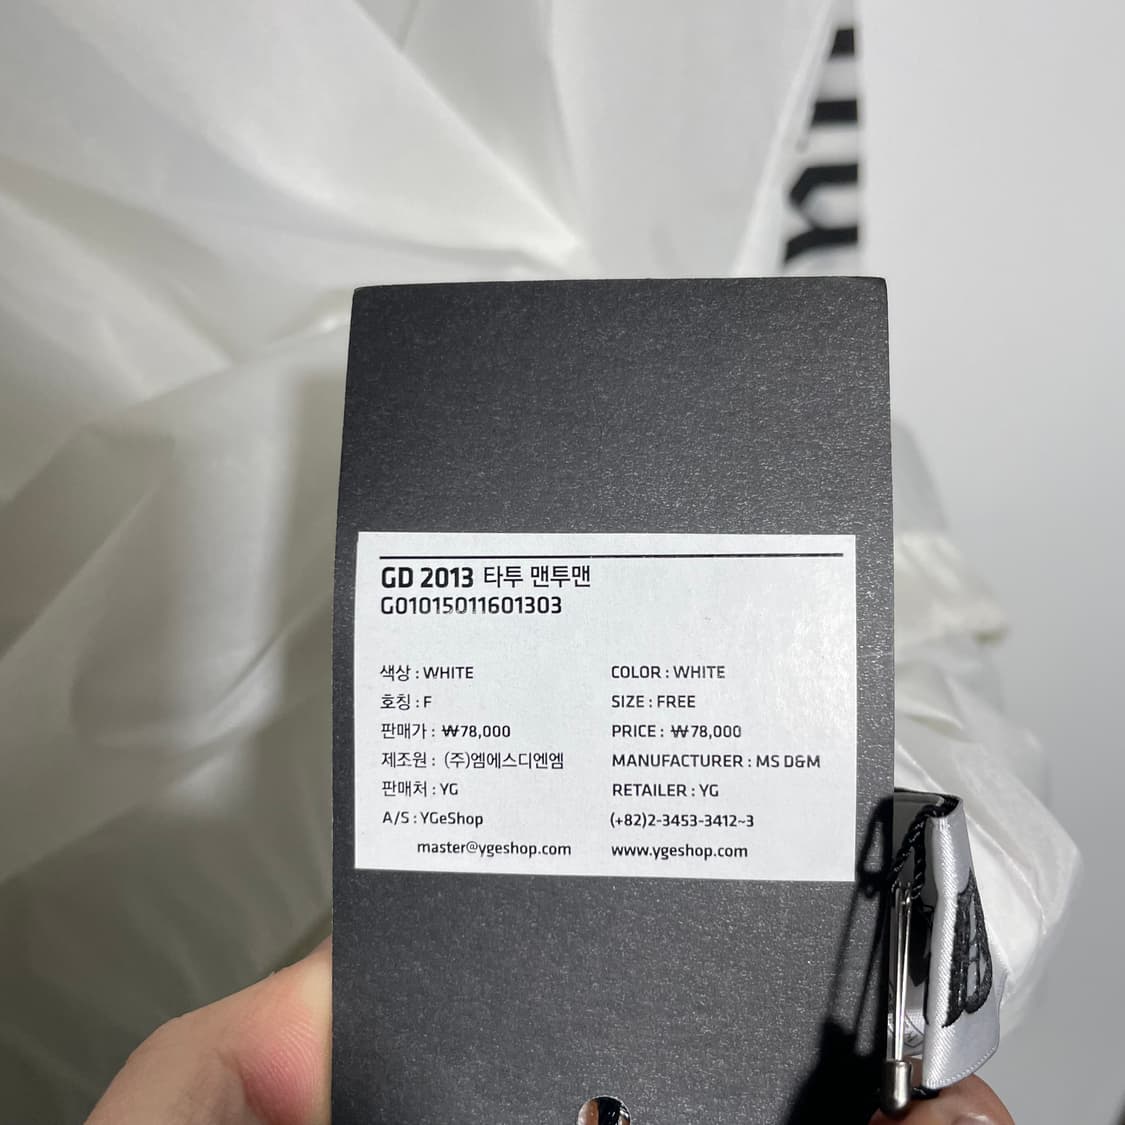 GD 2013 타투 맨투맨
G01015011601303
색상 : WHITE
호칭 : F
판매가 : ₩78,000
제조원 : (주)엠에스디엔엠
판매처 : YG
A/S : YGeShop
master@ygeshop.com
COLOR : WHITE
SIZE : FREE
PRICE : ₩78,000
MANUFACTURER : MS D&M
RETAILER : YG
(+82)2-3453-3412~3
www.ygeshop.com